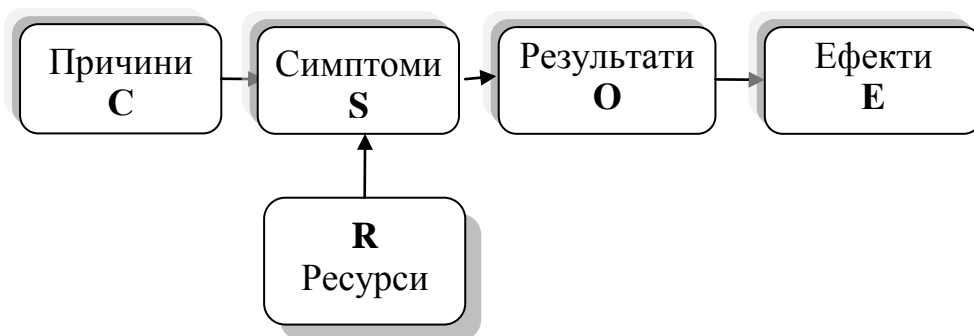 Причини
C
Симптоми
S
Результати
O
Ефекти
E
R
Ресурси